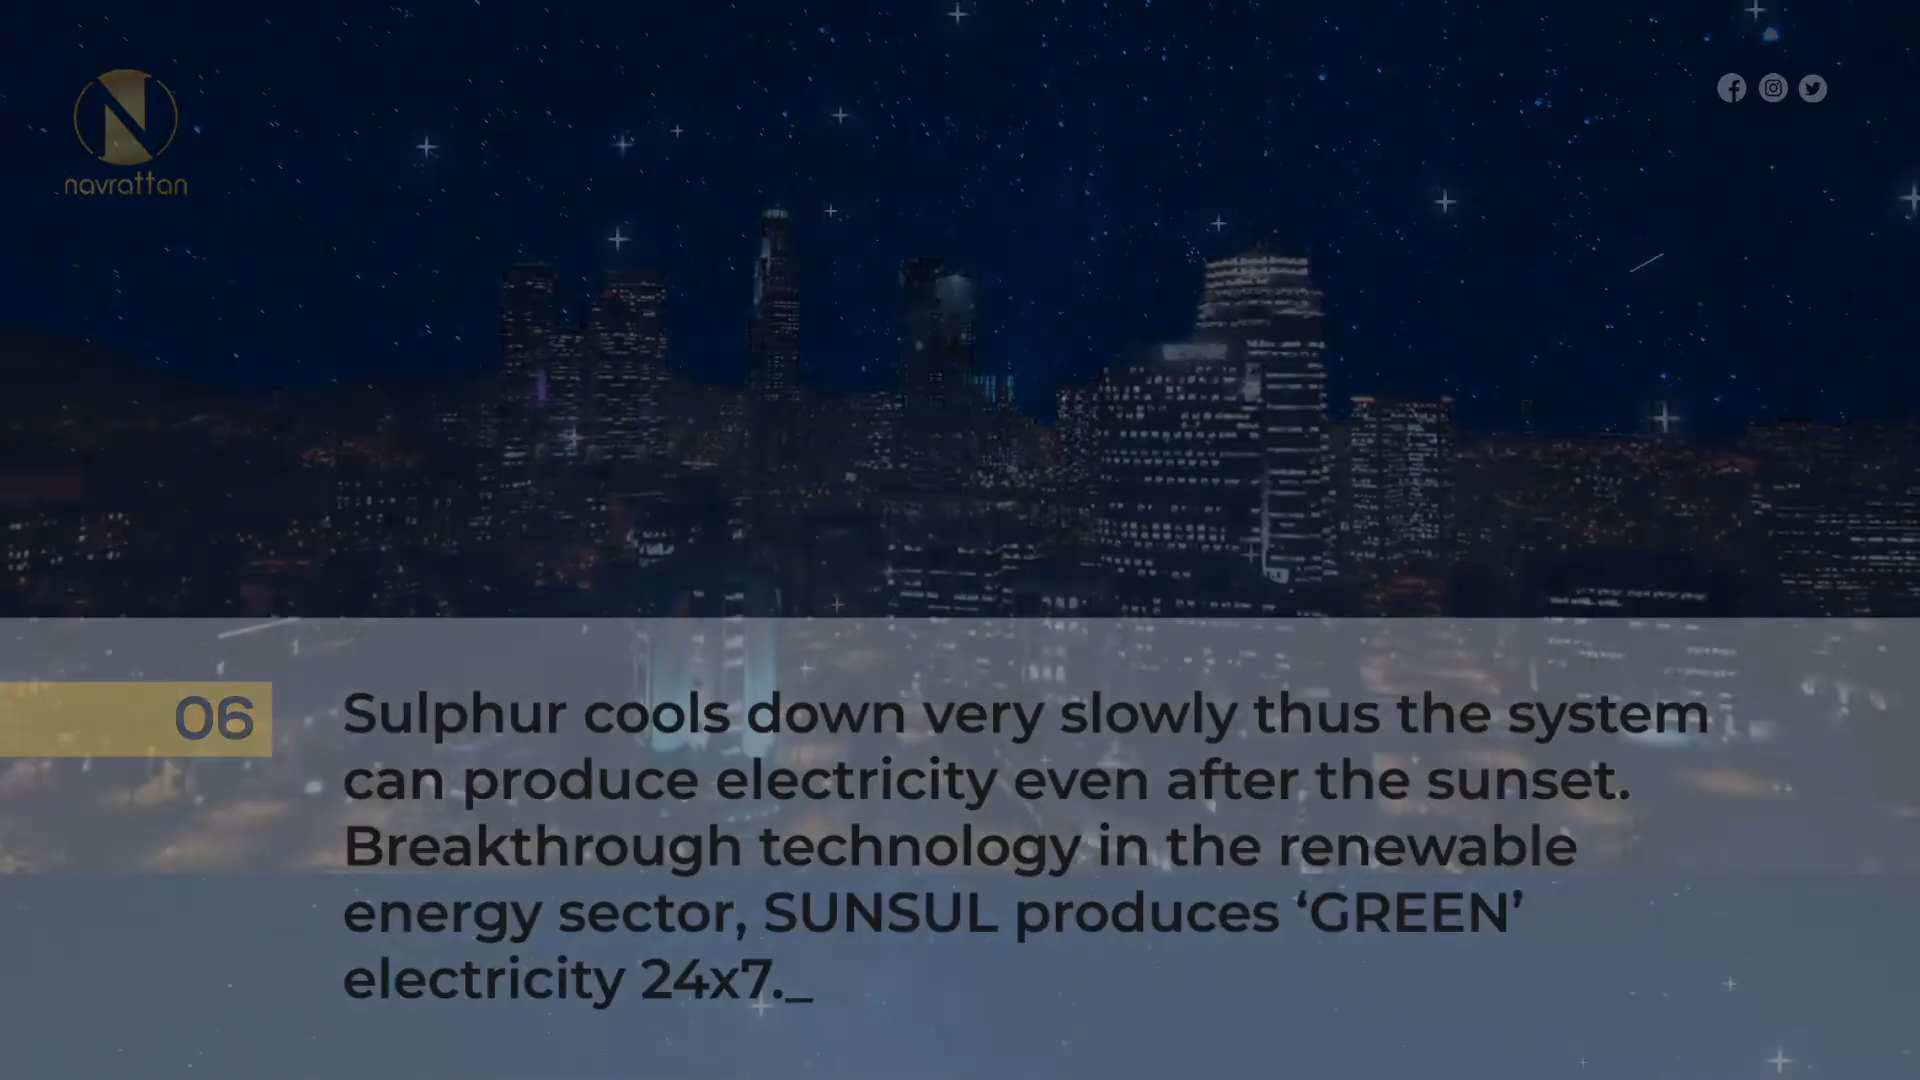 navrattan
06
Sulphur cools down very slowly thus the system
can produce electricity even after the sunset.
Breakthrough technology in the renewable
energy sector, SUNSUL produces ‘GREEN’
electricity 24x7._